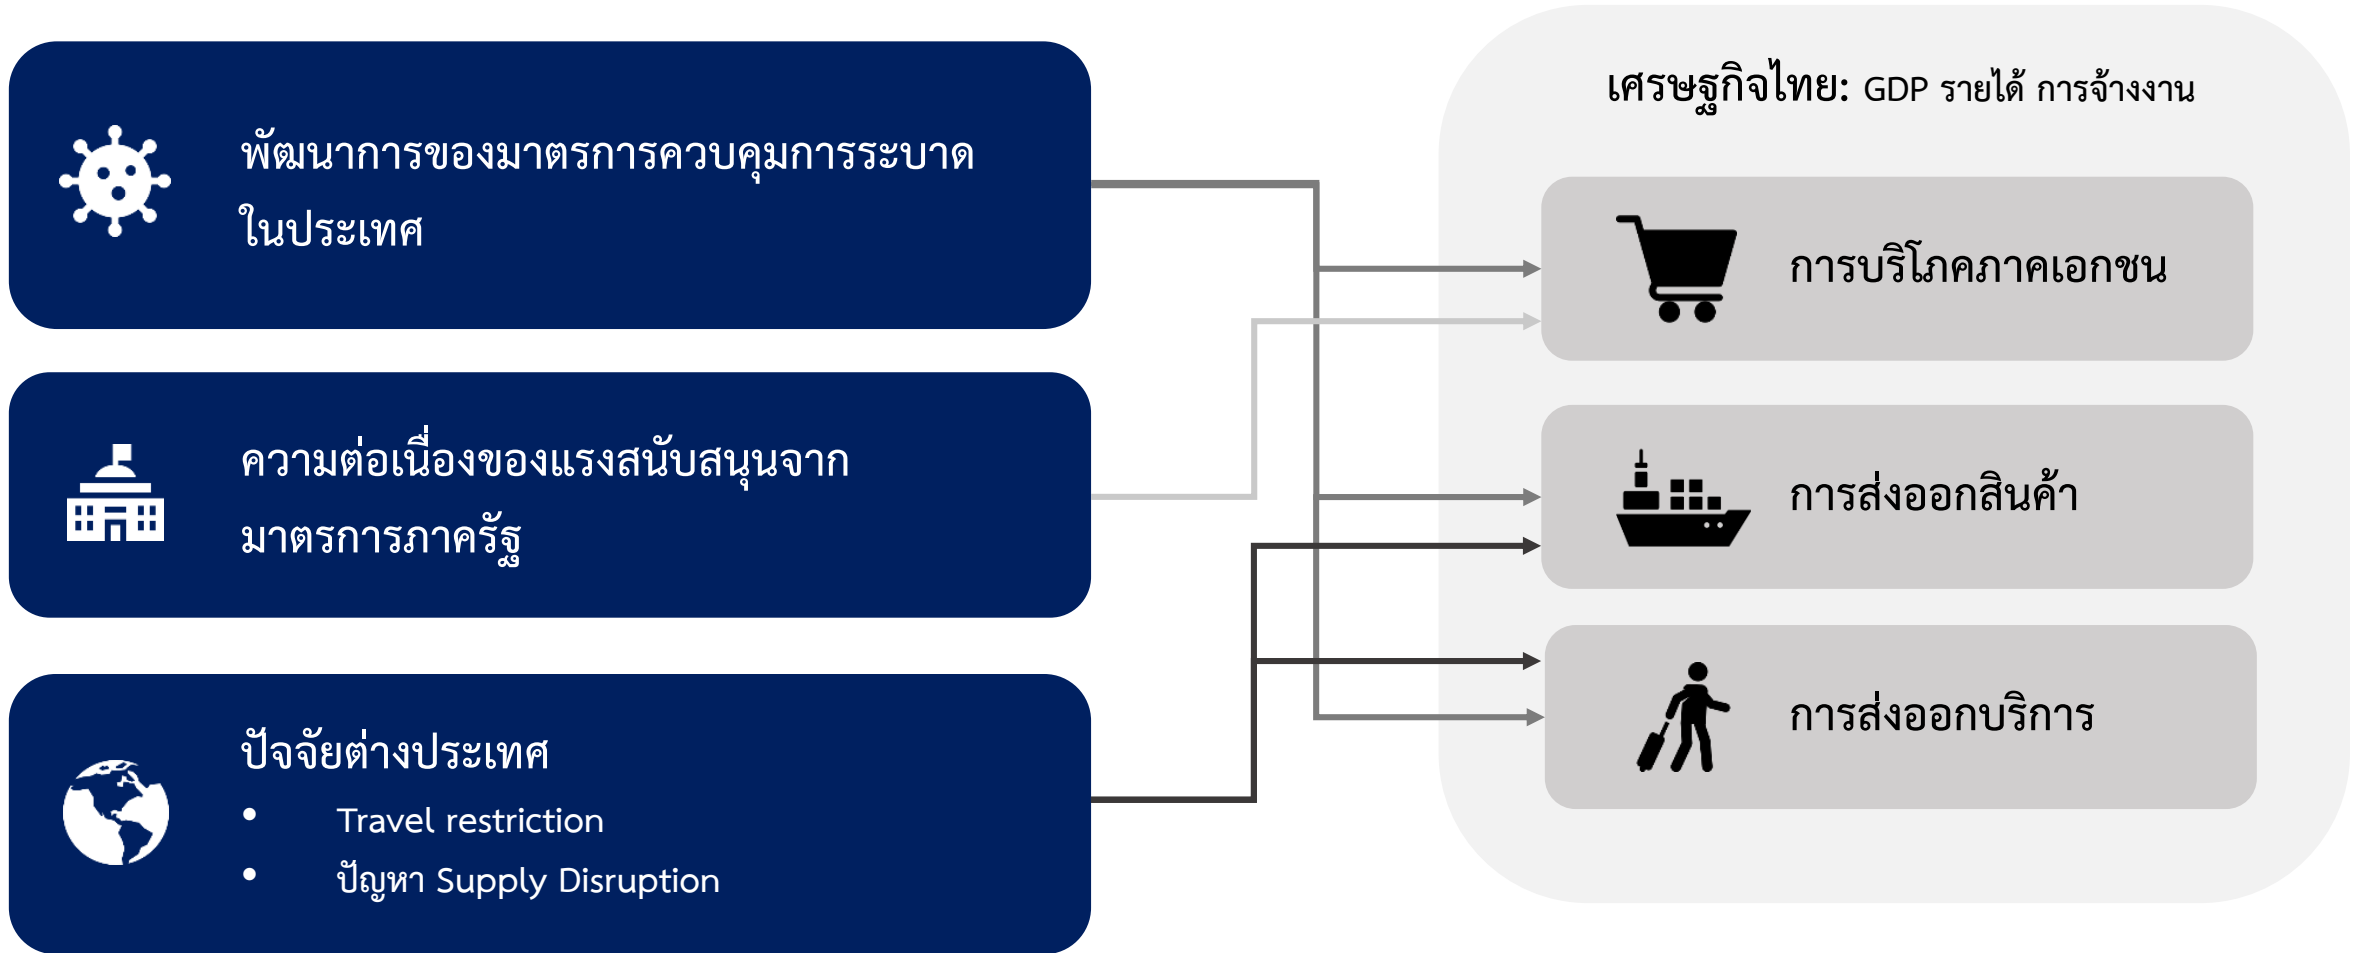 พัฒนาการของมาตรการควบคุมการระบาด
ในประเทศ
ความต่อเนื่องของแรงสนับสนุนจาก
มาตรการภาครัฐ
ปัจจัยต่างประเทศ
• Travel restriction
• ปัญหา Supply Disruption
เศรษฐกิจไทย: GDP รายได้ การจ้างงาน
การบริโภคภาคเอกชน
การส่งออกสินค้า
การส่งออกบริการ